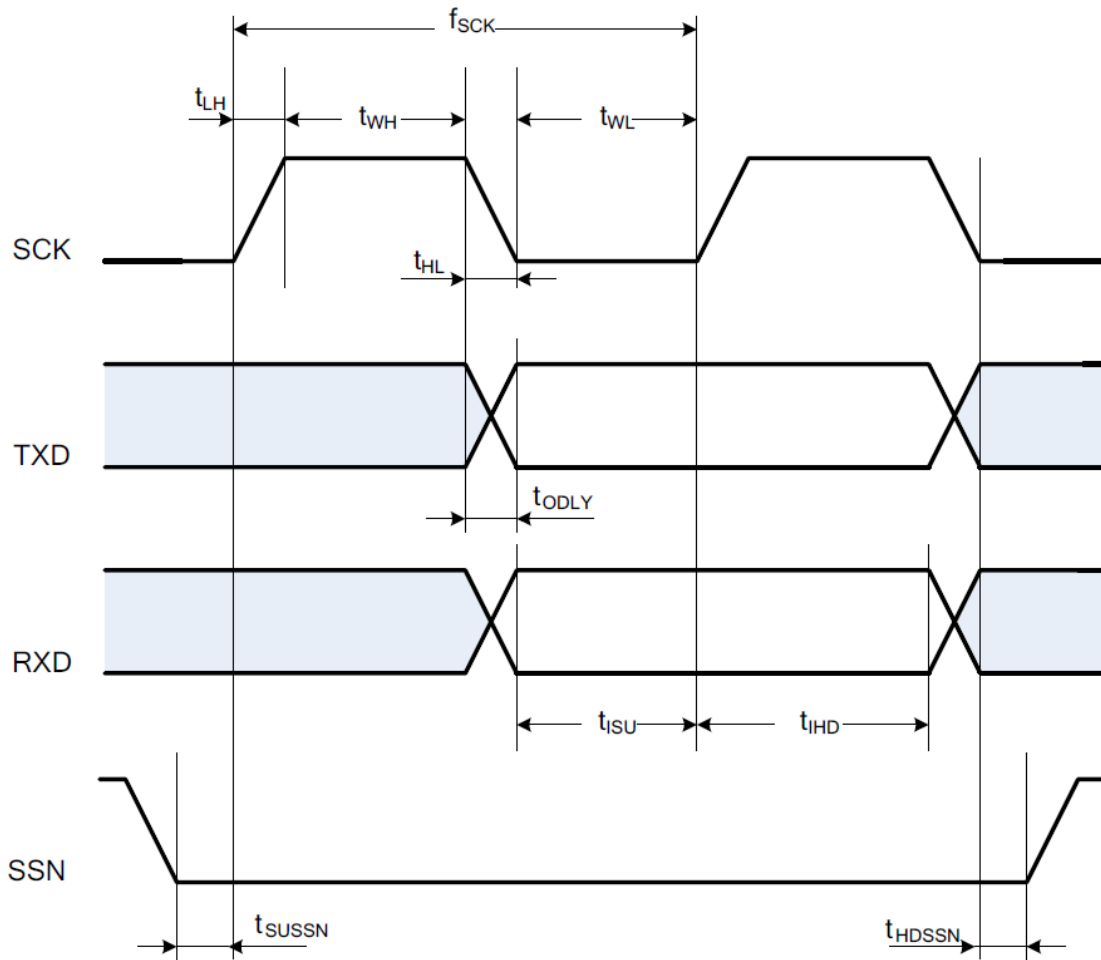 fSCK
tLH
tWH
tWL
SCK
tHL
TXD
tODLY
RXD
tISU
tIHD
SSN
tSUSSN
tHDSSN